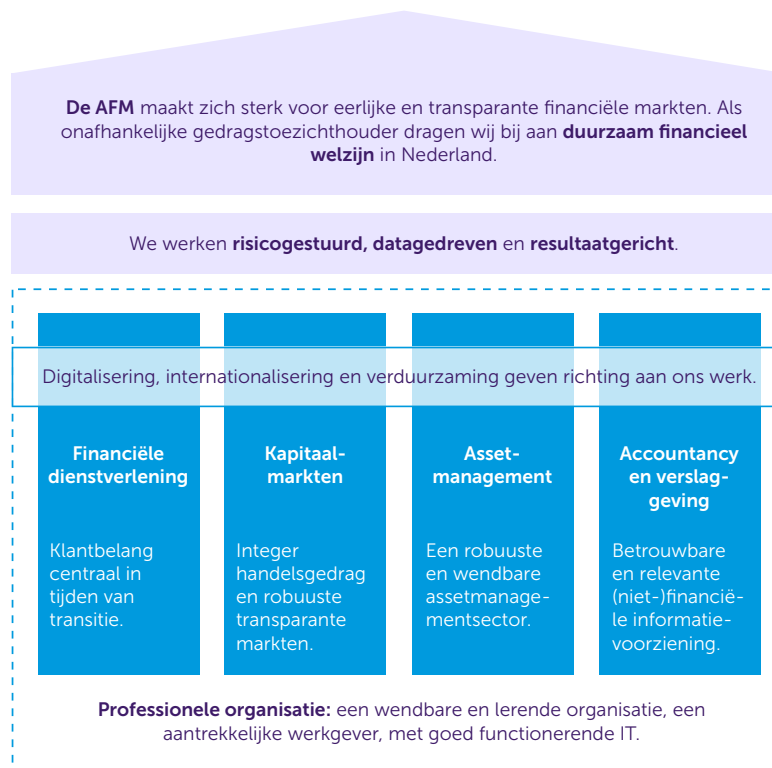 De AFM maakt zich sterk voor eerlijke en transparante financiële markten. Als
onafhankelijke gedragstoezichthouder dragen wij bij aan duurzaam financieel
welzijn in Nederland.
We werken risicogestuurd, datagedreven en resultaatgericht.
Digitalisering, internationalisering en verduurzaming geven richting aan ons werk.
Financiële
dienstverlening
Klantbelang
centraal in
tijden van
transitie.
Kapitaal-
markten
Integer
handelsgedrag
en robuuste
transparante
markten.
Asset-
management
Een robuuste
en wendbare
assetmanage-
mentsector.
Accountancy
en verslag-
geving
Betrouwbare
en relevante
(niet-)financië-
le informatie-
voorziening.
Professionele organisatie: een wendbare en lerende organisatie, een
aantrekkelijke werkgever, met goed functionerende IT.